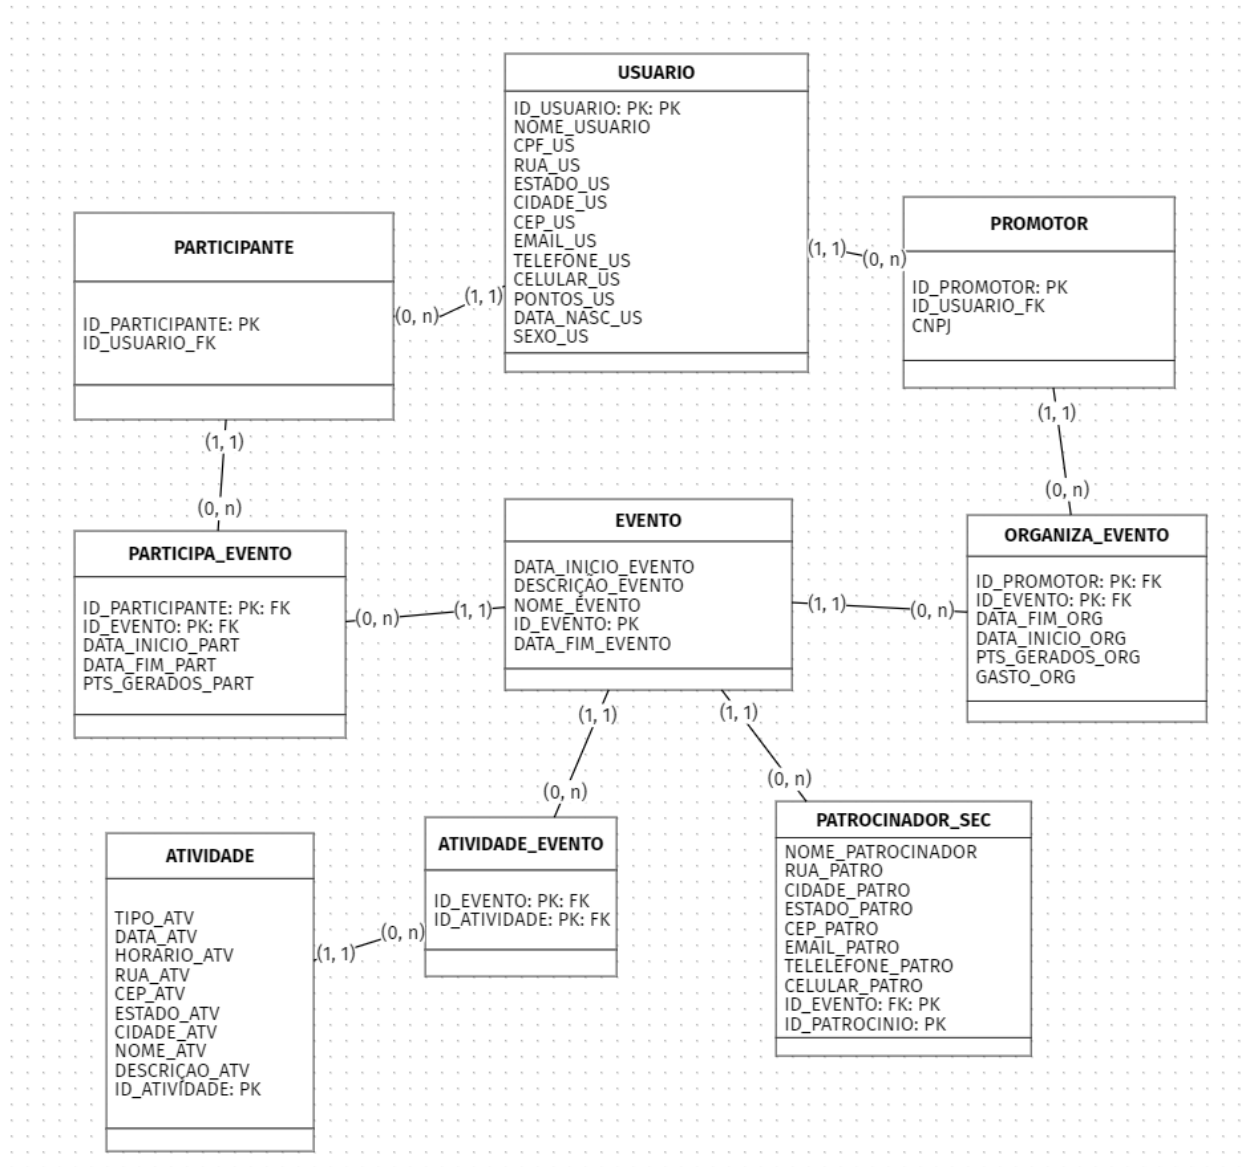 USUARIO
ID_USUARIO: PK: PK
NOME_USUARIO
CPF_US
RUA_US
ESTADO_US
CIDADE_US
CEP_US
EMAIL_US
TELEFONE_US
CELULAR_US
PONTOS_US
DATA_NASC_US
SEXO_US
PARTICIPANTE
ID_PARTICIPANTE: PK
ID_USUARIO_FK
(0, n)
(1, 1)
PROMOTOR
ID_PROMOTOR: PK
ID_USUARIO_FK
CNPJ
(1, 1)
(0, n)
(1, 1)
(0, n)
(1, 1)
(0, n)
PARTICIPA_EVENTO
ID_PARTICIPANTE: PK: FK
ID_EVENTO: PK: FK
DATA_INICIO_PART
DATA_FIM_PART
PTS_GERADOS_PART
(0, n)
(1, 1)
EVENTO
DATA_INICIO_EVENTO
DESCRIÇÃO_EVENTO
NOME_EVENTO
ID_EVENTO: PK
DATA_FIM_EVENTO
(1, 1)
(0, n)
ORGANIZA_EVENTO
ID_PROMOTOR: PK: FK
ID_EVENTO: PK: FK
DATA_FIM_ORG
DATA_INICIO_ORG
PTS_GERADOS_ORG
GASTO_ORG
(1, 1)
(0, n)
(1, 1)
(0, n)
ATIVIDADE
TIPO_ATV
DATA_ATV
HORARIO_ATV
RUA_ATV
CEP_ATV
ESTADO_ATV
CIDADE_ATV
NOME_ATV
DESCRIÇAO_ATV
ID_ATIVIDADE: PK
(1, 1)
(0, n)
ATIVIDADE_EVENTO
ID_EVENTO: PK: FK
ID_ATIVIDADE: PK: FK
PATROCINADOR_SEC
NOME_PATROCINADOR
RUA_PATRO
CIDADE_PATRO
ESTADO_PATRO
CEP_PATRO
EMAIL_PATRO
TELELEFONE_PATRO
CELULAR_PATRO
ID_EVENTO: FK: PK
ID_PATROCINIO: PK